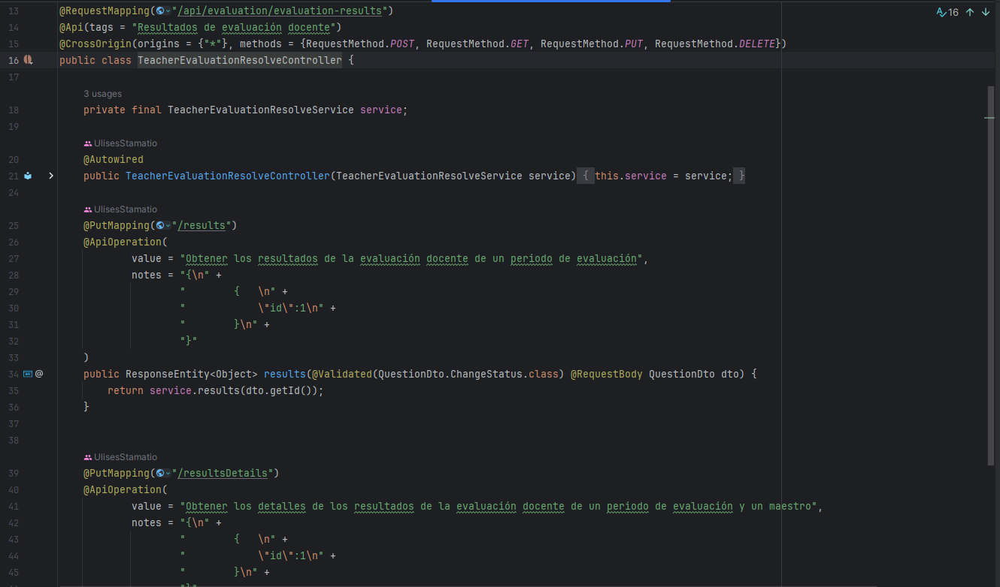 16
13 @RequestMapping("/api/evaluation/evaluation-results")
14 @Api(tags = "Resultados de evaluación docente")
15 @CrossOrigin(origins = {"*"}, methods = {RequestMethod.POST, RequestMethod.GET, RequestMethod.PUT, RequestMethod.DELETE})
16 public class TeacherEvaluationResolveController {
17
3 usages
18 private final TeacherEvaluationResolveService service;
19
UlisesStamatio
20 @Autowired
21 public TeacherEvaluationResolveController(TeacherEvaluationResolveService service) { this.service = service; }
24
UlisesStamatio
25 @PutMapping("/results")
26 @ApiOperation(
27 value = "Obtener los resultados de la evaluación docente de un periodo de evaluación",
28 notes = "{\n" +
29 "        {   \n" +
30 "            \"id\":1\n" +
31 "        }\n" +
32 "}"
33 )
34 public ResponseEntity<Object> results(@Validated(QuestionDto.ChangeStatus.class) @RequestBody QuestionDto dto) {
35 return service.results(dto.getId());
36 }
37
38
UlisesStamatio
39 @PutMapping("/resultsDetails")
40 @ApiOperation(
41 value = "Obtener los detalles de los resultados de la evaluación docente de un periodo de evaluación y un maestro",
42 notes = "{\n" +
43 "        {   \n" +
44 "            \"id\":1\n" +
45 "        }\n" +